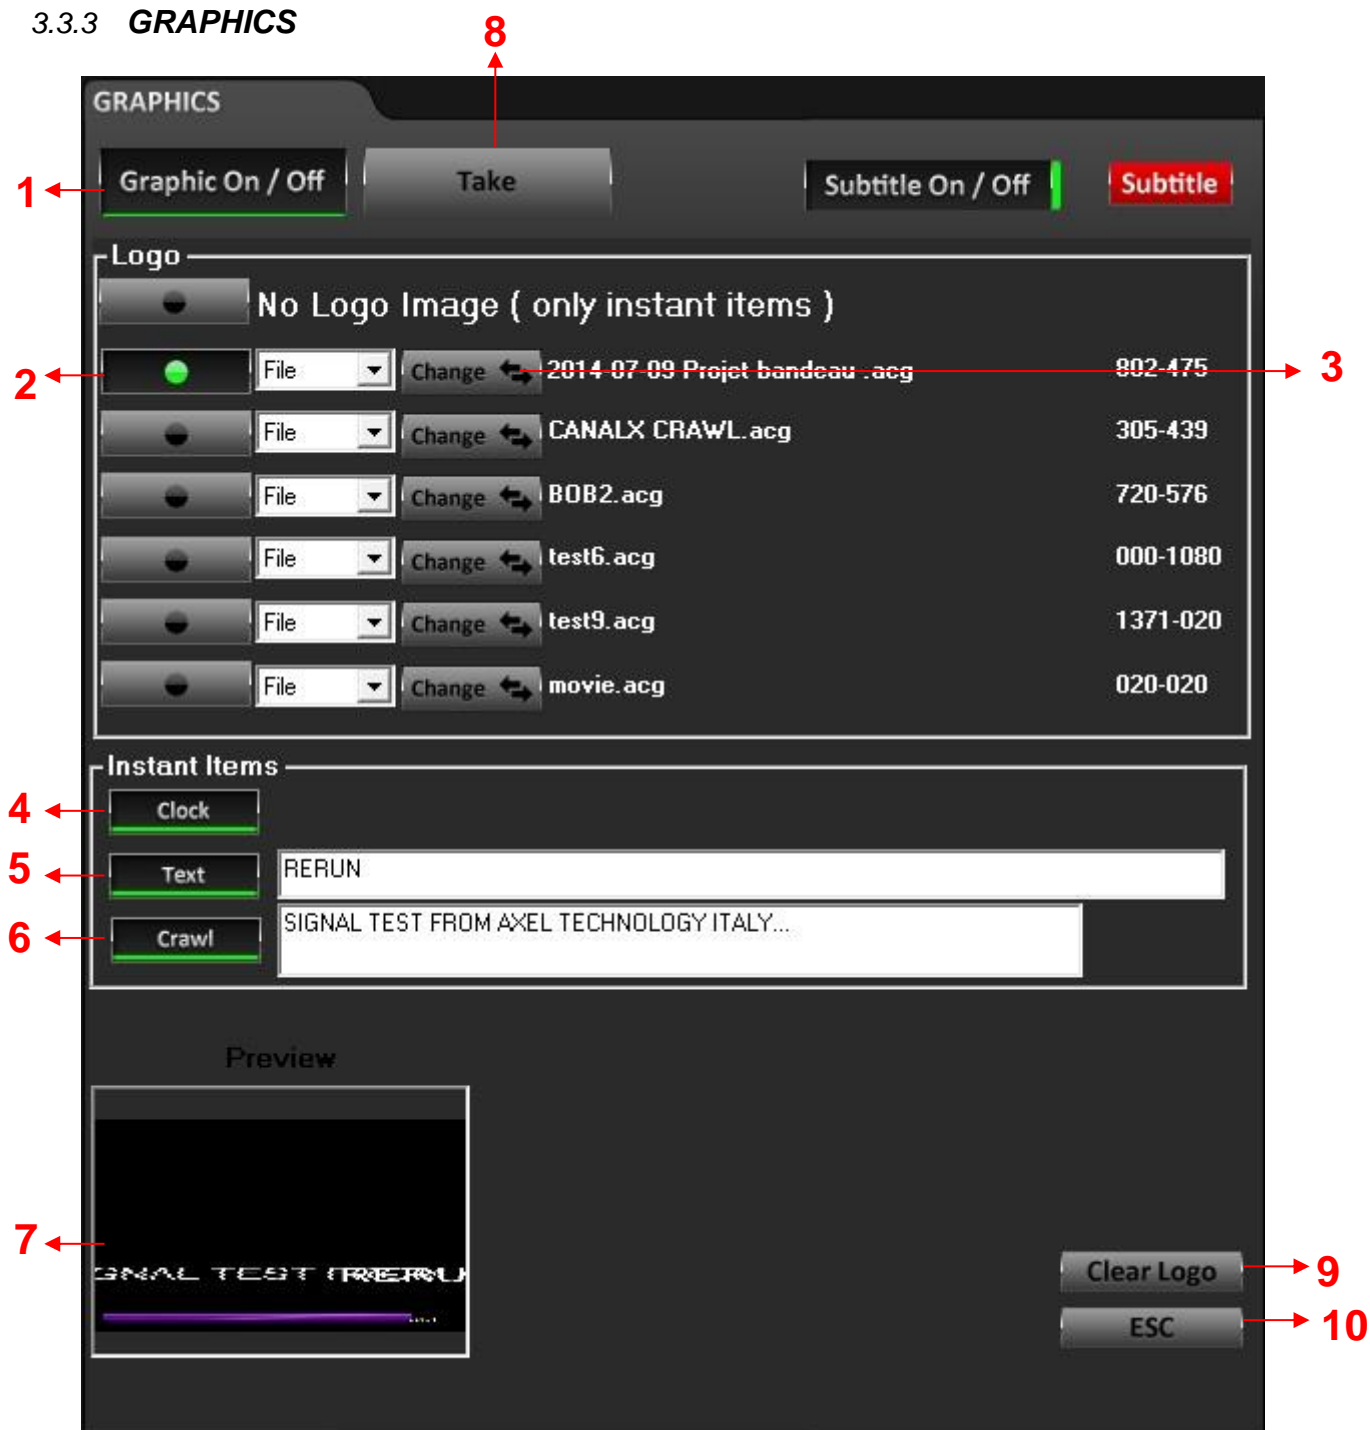 3.3.3 GRAPHICS
8
GRAPHICS
1 Graphic On / Off Take Subtitle On / Off Subtitle
Logo
No Logo Image ( only instant items )
2 File Change 2014-07-09 Projet bandeau .acg 802-475 3
File Change CANALX CRAWL.acg 305-439
File Change BOB2.acg 720-576
File Change test6.acg 000-1080
File Change test9.acg 1371-020
File Change movie.acg 020-020
Instant Items
4 Clock
5 Text RERUN
6 Crawl SIGNAL TEST FROM AXEL TECHNOLOGY ITALY...
Preview
7
GNAL TEST
Clear Logo 9
ESC 10